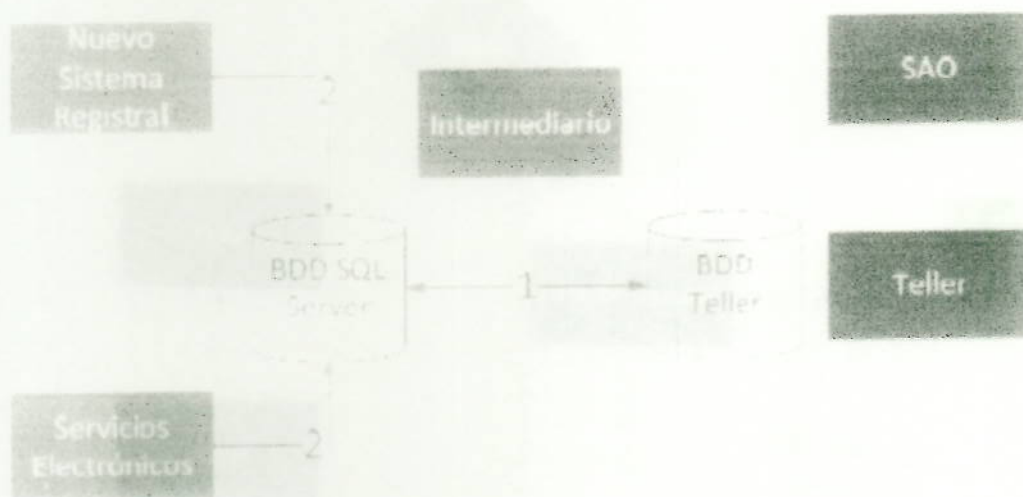 Nuevo
Sistema
Registral
2
Intermediario
SAO
BDD SQL
Server
1
BDD
Teller
Teller
Servicios
Electrónicos
2